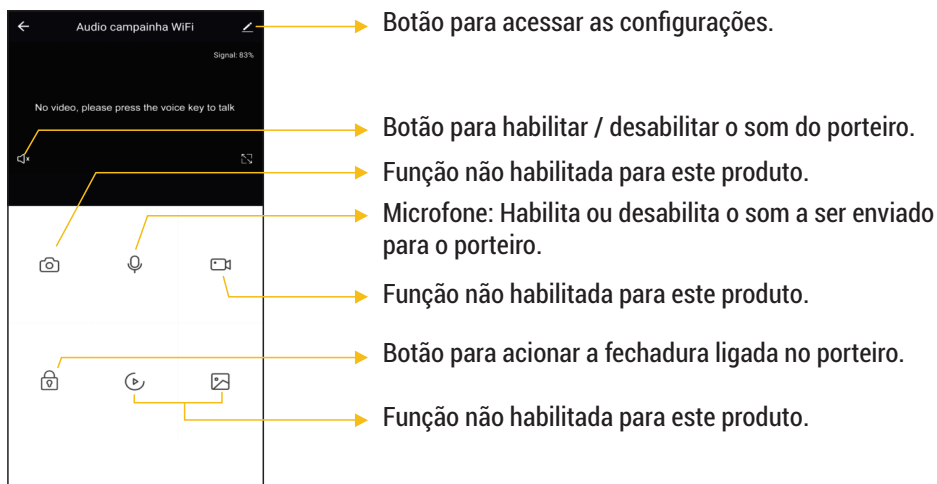 Audio campainha WiFi
Botão para acessar as configurações.
Signal: 83%
No video, please press the voice key to talk
Botão para habilitar / desabilitar o som do porteiro.
Função não habilitada para este produto.
Microfone: Habilita ou desabilita o som a ser enviado
para o porteiro.
Função não habilitada para este produto.
Botão para acionar a fechadura ligada no porteiro.
Função não habilitada para este produto.